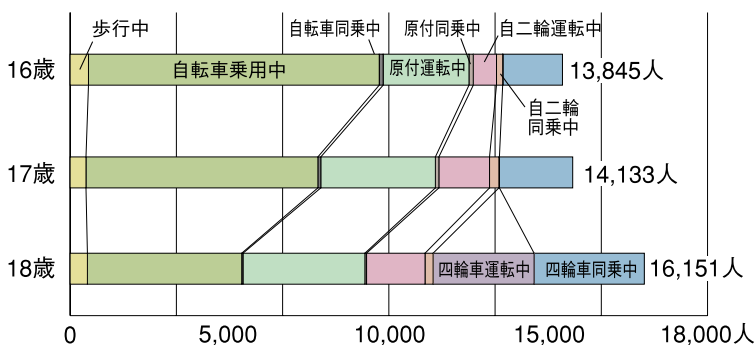 歩行中
自転車同乗中
原付同乗中
自二輪運転中
16歳
自転車乗用中
原付運転中
13,845人
自二輪
同乗中
17歳
14,133人
18歳
四輪車運転中
四輪車同乗中
16,151人
0
5,000
10,000
15,000
18,000人